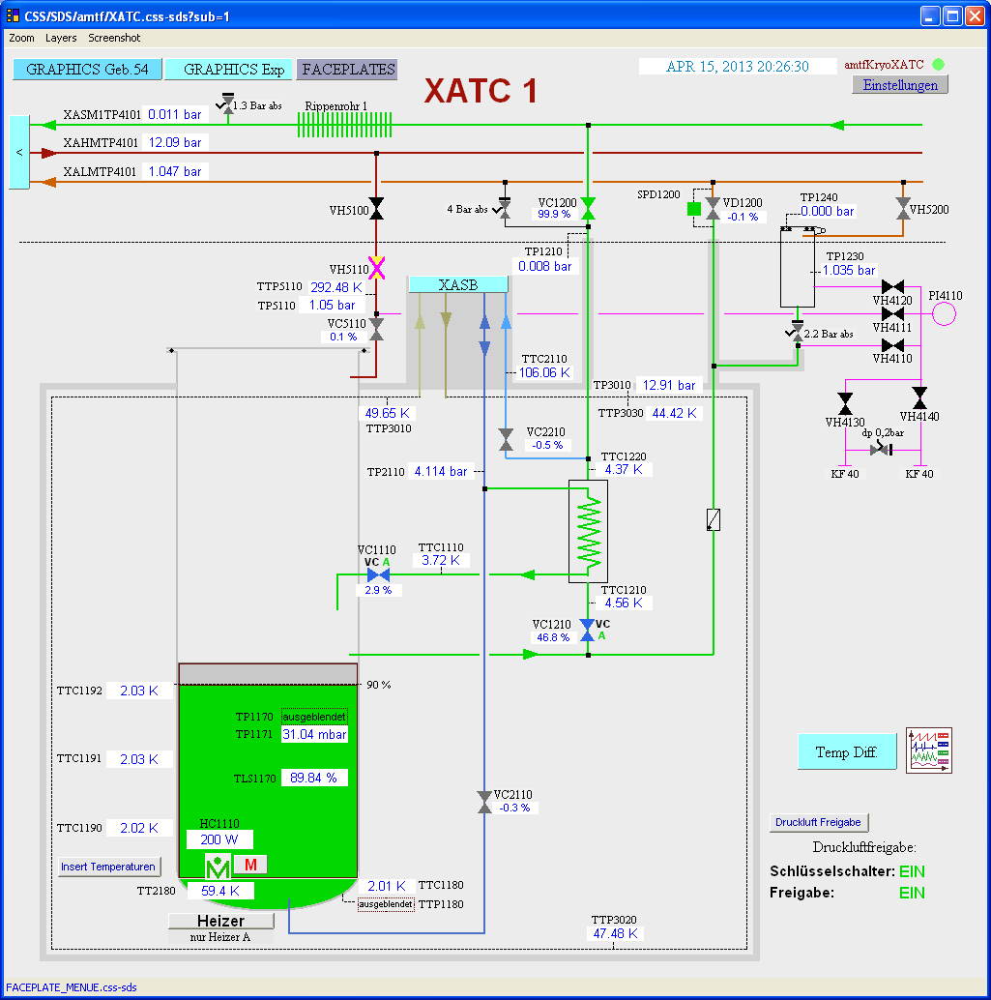 CSS/SDS/amtf/XATC.css-sds?sub=1
Zoom Layers Screenshot
GRAPHICS Geb.54 GRAPHICS Exp FACEPLATES
APR 15, 2013 20:26:30 amtfKryoXATC
Einstellungen
XATC 1
1.3 Bar abs Rippenrohr 1
XASM1TP4101 0.011 bar
<
XAHMTP4101 12.09 bar
XALMTP4101 1.047 bar
VH5100
4 Bar abs
VC1200
99.9 %
SPD1200
VD1200
-0.1 %
TP1240
0.000 bar
VH5200
TP1210
0.008 bar
TP1230
1.035 bar
VH5110
TTP5110 292.48 K
TP5110 1.05 bar
XASB
VH4120
PI4110
VC5110
0.1 %
VH4111
2.2 Bar abs
VH4110
TTC2110
106.06 K
TP3010 12.91 bar
49.65 K
TTP3010
TTP3030 44.42 K
VH4130
VH4140
dp 0,2bar
VC2210
-0.5 %
KF 40 KF 40
TTC1220
4.37 K
TP2110 4.114 bar
VC1110
VC A
2.9 %
TTC1110
3.72 K
TTC1210
4.56 K
VC1210
46.8 %
VC
A
90 %
TTC1192 2.03 K
TP1170 ausgeblendet
TP1171 31.04 mbar
TTC1191 2.03 K
TLS1170 89.84 %
Temp Diff.
VC2110
-0.3 %
TTC1190 2.02 K
HC1110
200 W
Druckluft Freigabe
Druckluftfreigabe:
Insert Temperaturen
M M
Schlüsselschalter: EIN
Freigabe: EIN
TT2180 59.4 K
2.01 K TTC1180
ausgeblendet TTP1180
Heizer
nur Heizer A
TTP3020
47.48 K
FACEPLATE_MENUE.css-sds